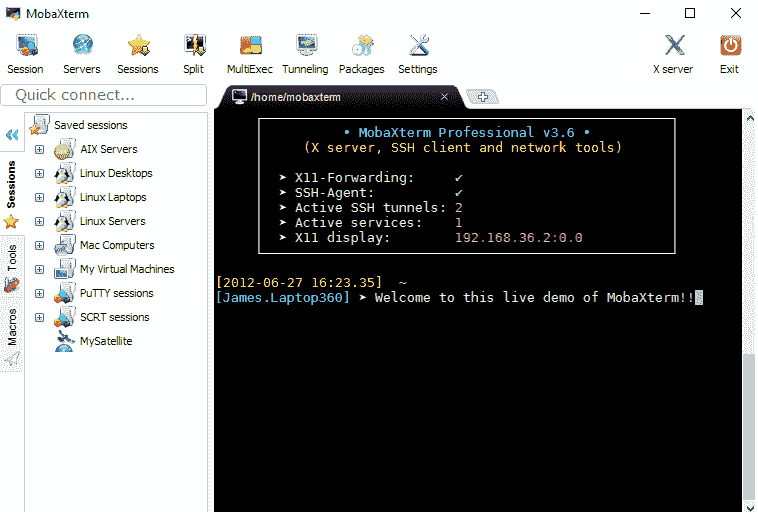 MobaXterm
Session Servers Sessions Split MultiExec Tunneling Packages Settings X server Exit
Quick connect...
/home/mobaxterm
Sessions
Tools
Macros
Saved sessions
AIX Servers
Linux Desktops
Linux Laptops
Linux Servers
Mac Computers
My Virtual Machines
PuTTY sessions
SCRT sessions
MySatellite
• MobaXterm Professional v3.6 •
(X server, SSH client and network tools)
➤ X11-Forwarding: ✔
➤ SSH-Agent: ✔
➤ Active SSH tunnels: 2
➤ Active services: 1
➤ X11 display: 192.168.36.2:0.0
[2012-06-27 16:23.35] ~
[James.Laptop360] ➤ Welcome to this live demo of MobaXterm!!